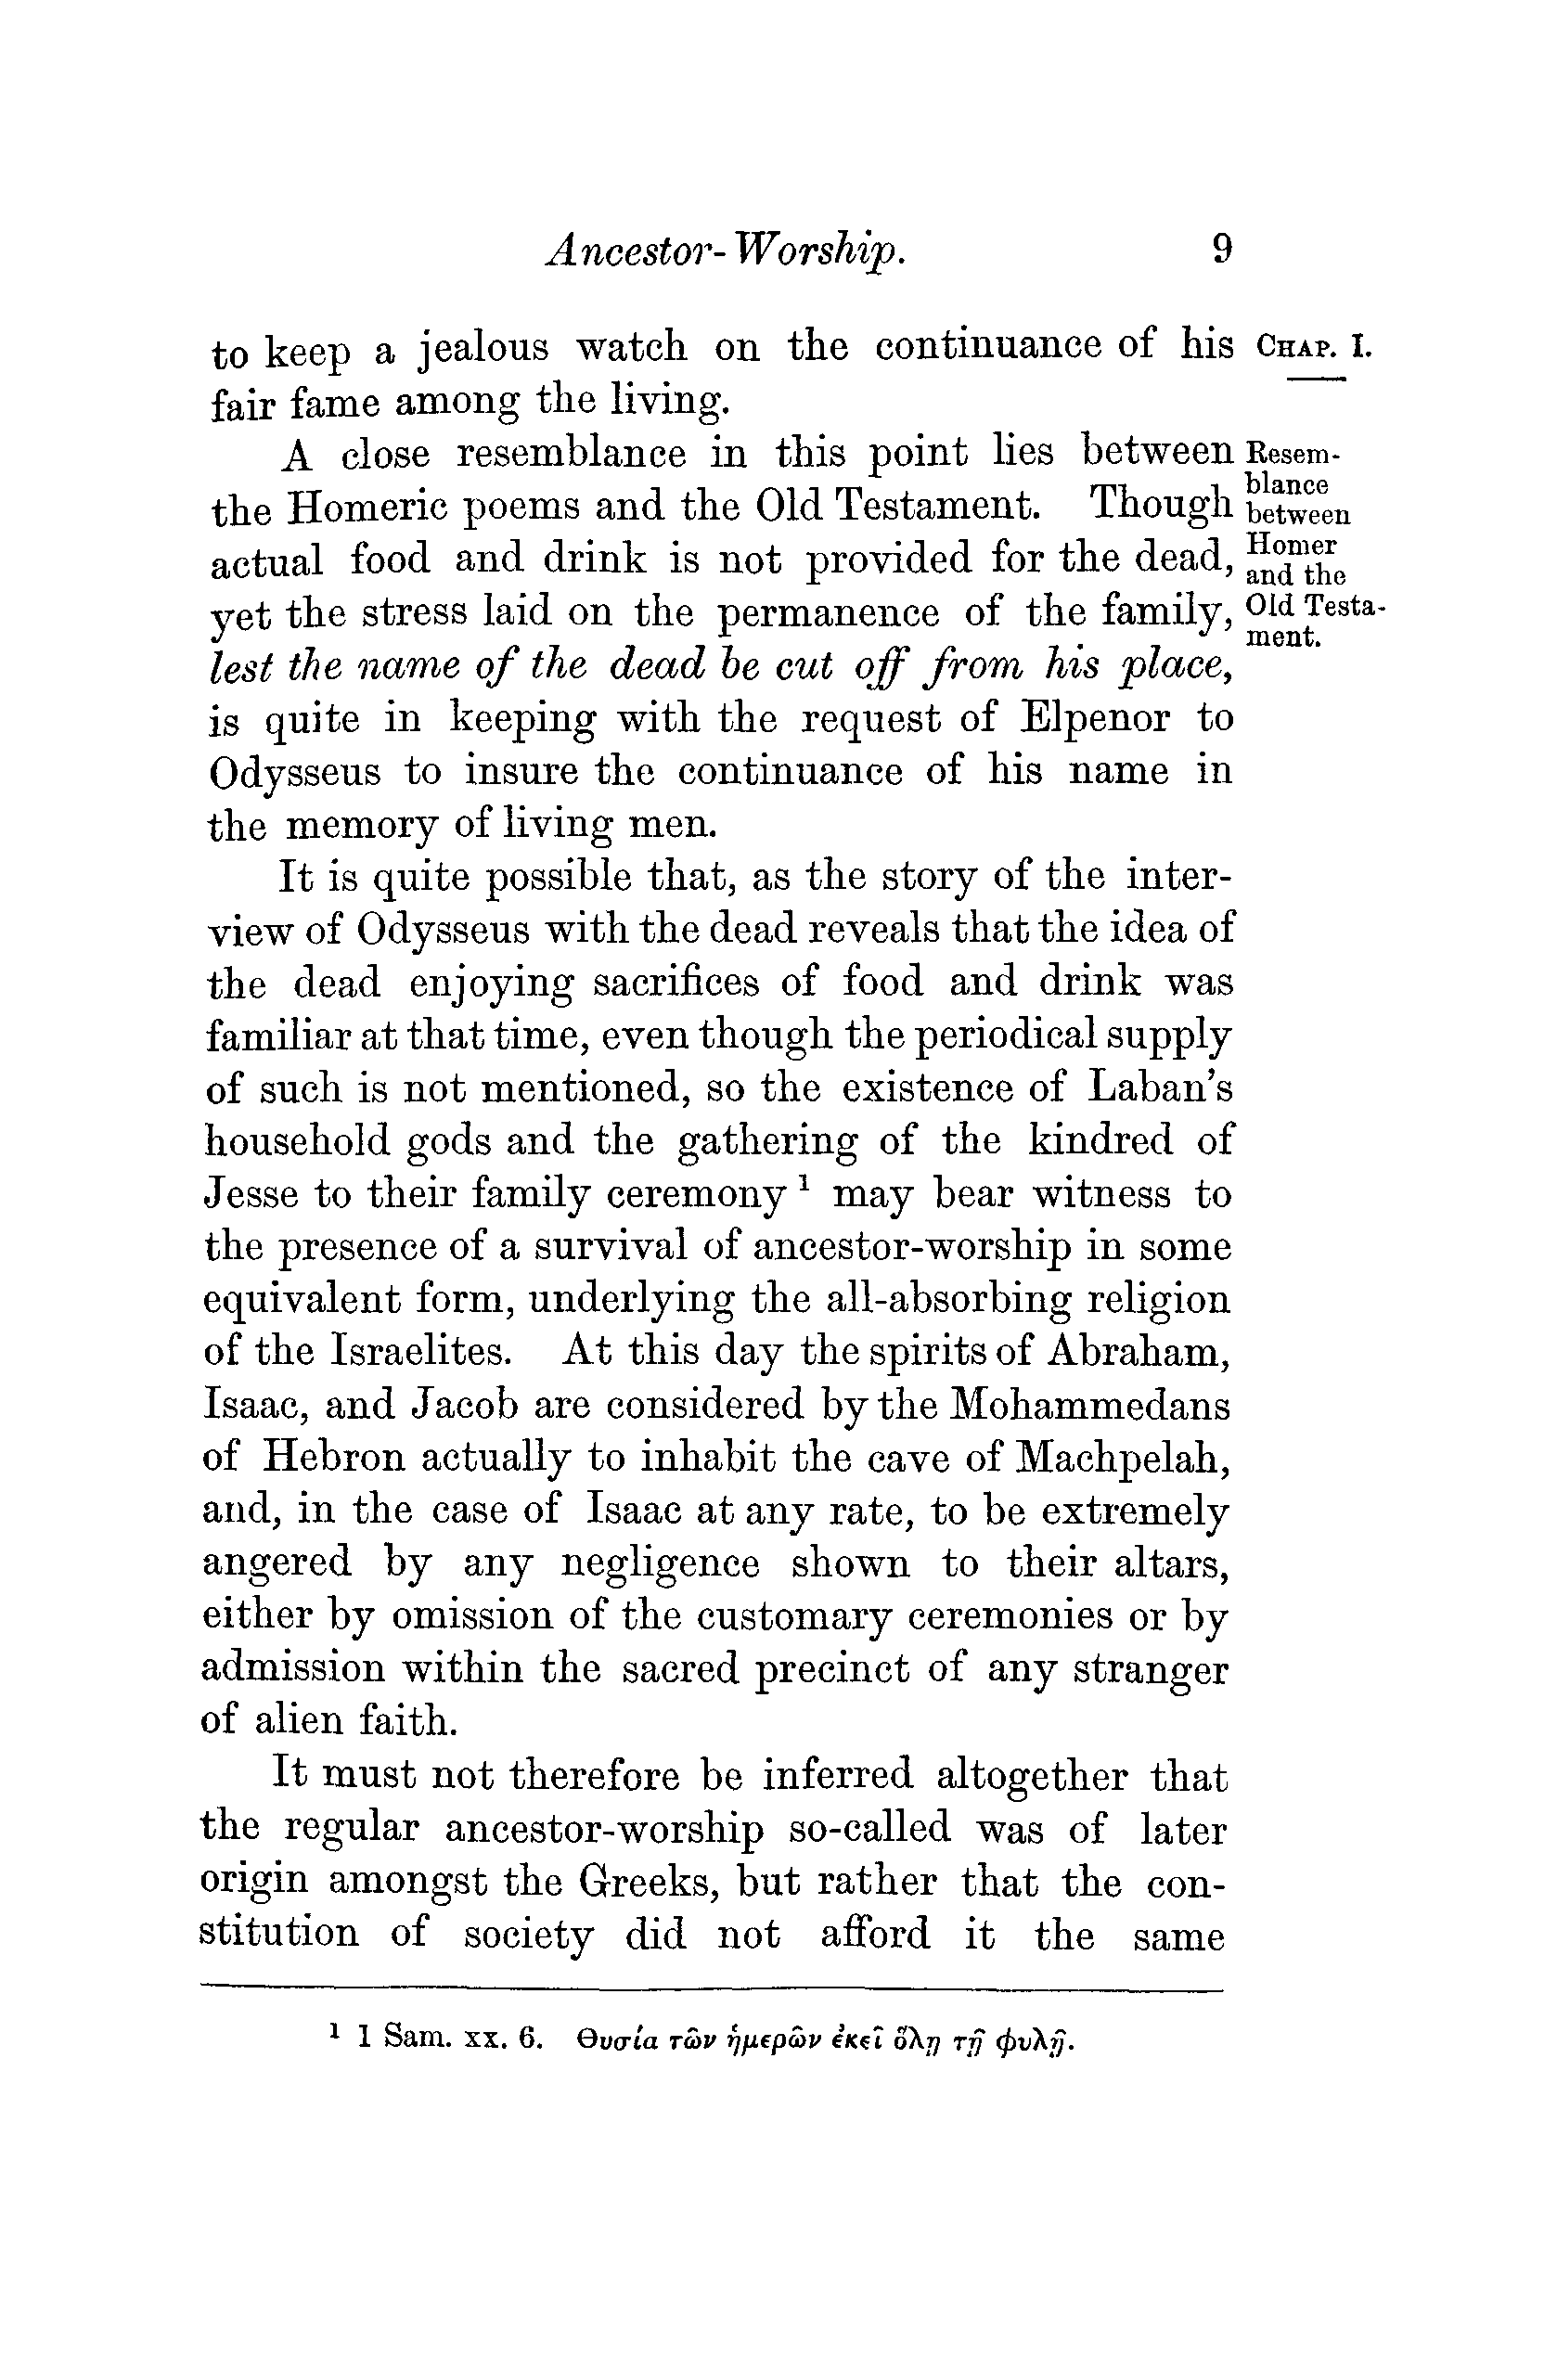 Ancestor-Worship. 9
to keep a jealous watch on the continuance of his
fair fame among the living.
A close resemblance in this point lies between
the Homeric poems and the Old Testament. Though
actual food and drink is not provided for the dead,
yet the stress laid on the permanence of the family,
lest the name of the dead be cut off from his place,
is quite in keeping with the request of Elpenor to
Odysseus to insure the continuance of his name in
the memory of living men.
It is quite possible that, as the story of the inter-
view of Odysseus with the dead reveals that the idea of
the dead enjoying sacrifices of food and drink was
familiar at that time, even though the periodical supply
of such is not mentioned, so the existence of Laban's
household gods and the gathering of the kindred of
Jesse to their family ceremony ¹ may bear witness to
the presence of a survival of ancestor-worship in some
equivalent form, underlying the all-absorbing religion
of the Israelites. At this day the spirits of Abraham,
Isaac, and Jacob are considered by the Mohammedans
of Hebron actually to inhabit the cave of Machpelah,
and, in the case of Isaac at any rate, to be extremely
angered by any negligence shown to their altars,
either by omission of the customary ceremonies or by
admission within the sacred precinct of any stranger
of alien faith.
It must not therefore be inferred altogether that
the regular ancestor-worship so-called was of later
origin amongst the Greeks, but rather that the con-
stitution of society did not afford it the same
CHAP. I.
Resem-
blance
between
Homer
and the
Old Testa-
ment.
¹ 1 Sam. xx. 6. Θυσία τῶν ἡμερῶν ἐκεῖ ὅλῃ τῇ φυλῇ.